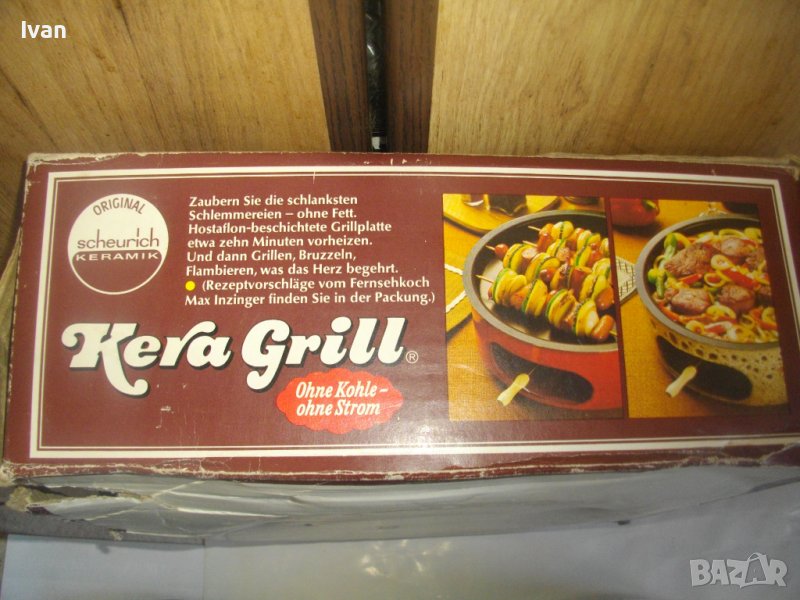 Ivan
ORIGINAL
scheurich
KERAMIK
Zaubern Sie die schlanksten
Schlemmereien – ohne Fett.
Hostaflon-beschichtete Grillplatte
etwa zehn Minuten vorheizen.
Und dann Grillen, Bruzzeln,
Flambieren, was das Herz begehrt.
(Rezeptvorschläge vom Fernsehkoch
Max Inzinger finden Sie in der Packung.)
Kera Grill®
Ohne Kohle –
ohne Strom
BAZAR